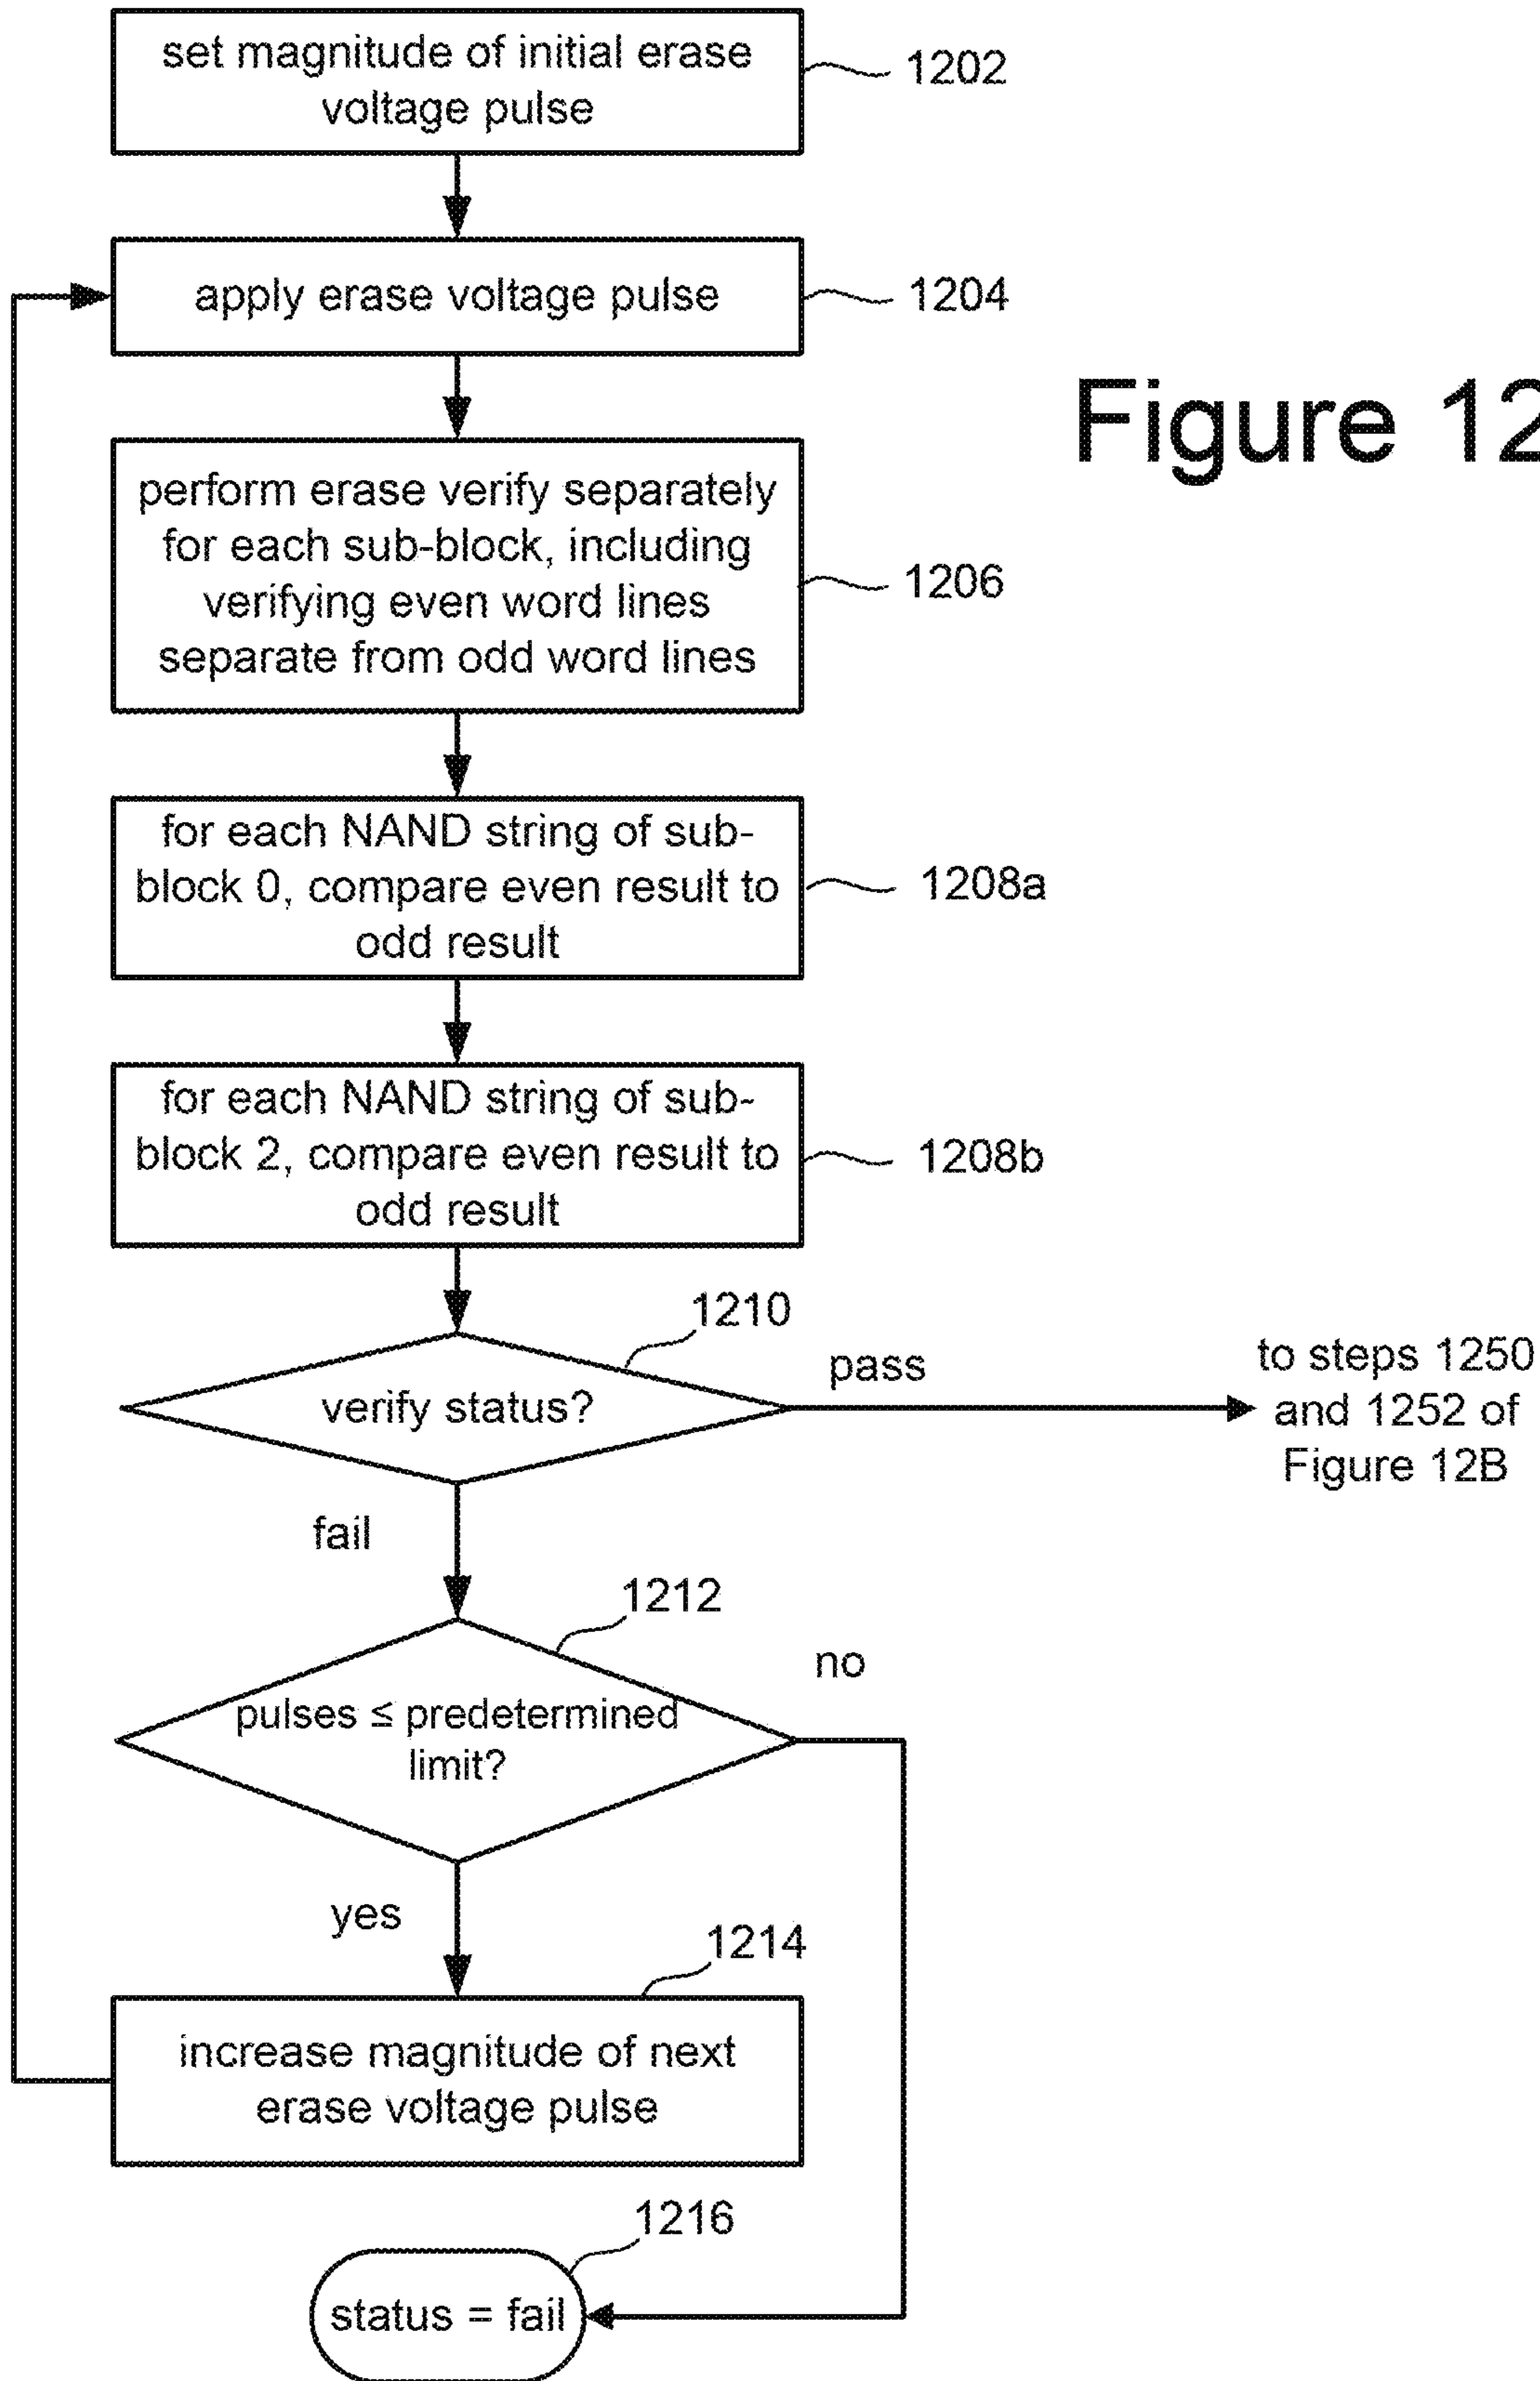 set magnitude of initial erase
voltage pulse
1202
apply erase voltage pulse
1204
Figure 12
perform erase verify separately
for each sub-block, including
verifying even word lines
separate from odd word lines
1206
for each NAND string of sub-
block 0, compare even result to
odd result
1208a
for each NAND string of sub-
block 2, compare even result to
odd result
1208b
1210
verify status?
pass
to steps 1250
and 1252 of
Figure 12B
fail
1212
pulses ≤ predetermined
limit?
no
yes
1214
increase magnitude of next
erase voltage pulse
1216
status = fail